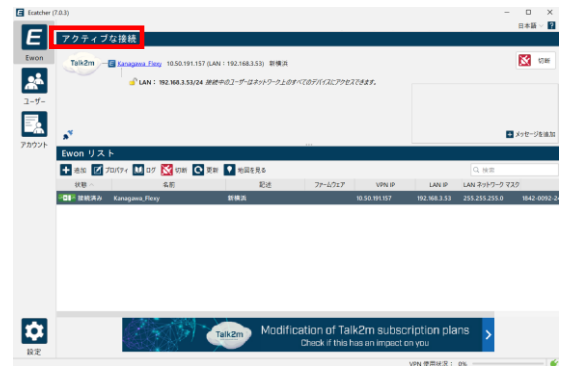 Ecatcher (7.0.3)
日本語
E
アクティブな接続
Ewon
Talk2m
Kanagawa_Flexy 10.50.191.157 (LAN : 192.168.3.53) 新横浜
切断
LAN : 192.168.3.53/24 接続中のユーザーはネットワーク上のすべてのデバイスにアクセスできます。
ユーザー
アカウント
メッセージを追加
Ewon リスト
追加 プロパティ ログ 切断 更新 地図を見る
検索
状態 名前 記述 ファームウェア VPN IP LAN IP LAN ネットワーク マスク
接続済み Kanagawa_Flexy 新横浜 10.50.191.157 192.168.3.53 255.255.255.0 1842-0092-24
Talk2m
Modification of Talk2m subscription plans
Check if this has an impact on you
設定
VPN 使用状況 : 0%